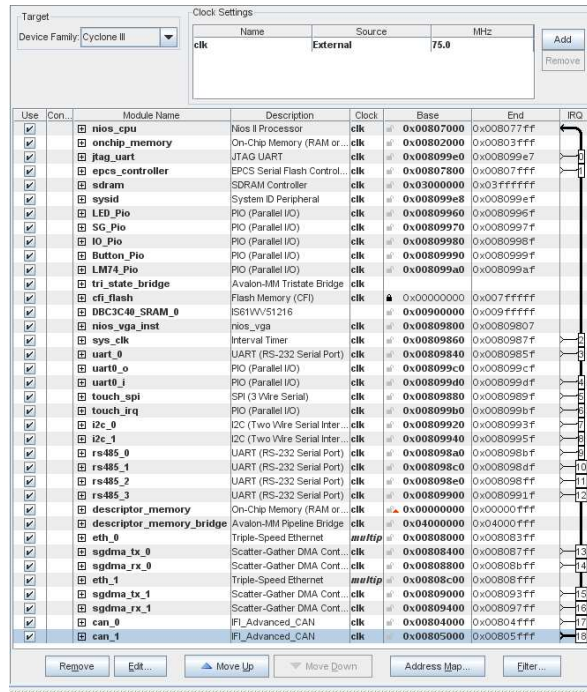 Target
Device Family: Cyclone III
Clock Settings
Name Source MHz
clk External 75.0
Add
Remove
Use Con... Module Name Description Clock Base End IRQ
nios_cpu Nios II Processor clk 0x00807000 0x008077ff
onchip_memory On-Chip Memory (RAM or... clk 0x00802000 0x00803fff
jtag_uart JTAG UART clk 0x008099e0 0x008099e7 0
epcs_controller EPCS Serial Flash Control... clk 0x00807800 0x00807fff 1
sdram SDRAM Controller clk 0x03000000 0x03ffffff
sysid System ID Peripheral clk 0x008099e8 0x008099ef
LED_Pio PIO (Parallel I/O) clk 0x00809960 0x0080996f
SG_Pio PIO (Parallel I/O) clk 0x00809970 0x0080997f
IO_Pio PIO (Parallel I/O) clk 0x00809980 0x0080998f
Button_Pio PIO (Parallel I/O) clk 0x00809990 0x0080999f
LM74_Pio PIO (Parallel I/O) clk 0x008099a0 0x008099af
tri_state_bridge Avalon-MM Tristate Bridge clk
cfi_flash Flash Memory (CFI) clk 0x00000000 0x007fffff
DBC3C40_SRAM_0 IS61WV51216 0x00900000 0x009fffff
nios_vga_inst nios_vga clk 0x00809800 0x00809807
sys_clk Interval Timer clk 0x00809860 0x0080987f 2
uart_0 UART (RS-232 Serial Port) clk 0x00809840 0x0080985f 3
uart0_o PIO (Parallel I/O) clk 0x008099c0 0x008099cf
uart0_i PIO (Parallel I/O) clk 0x008099d0 0x008099df 4
touch_spi SPI (3 Wire Serial) clk 0x00809880 0x0080989f 5
touch_irq PIO (Parallel I/O) clk 0x008099b0 0x008099bf 6
i2c_0 I2C (Two Wire Serial Inter... clk 0x00809920 0x0080993f 7
i2c_1 I2C (Two Wire Serial Inter... clk 0x00809940 0x0080995f 8
rs485_0 UART (RS-232 Serial Port) clk 0x008098a0 0x008098bf 9
rs485_1 UART (RS-232 Serial Port) clk 0x008098c0 0x008098df 10
rs485_2 UART (RS-232 Serial Port) clk 0x008098e0 0x008098ff 11
rs485_3 UART (RS-232 Serial Port) clk 0x00809900 0x0080991f 12
descriptor_memory On-Chip Memory (RAM or... clk 0x00000000 0x00000fff
descriptor_memory_bridge Avalon-MM Pipeline Bridge clk 0x04000000 0x04000fff
eth_0 Triple-Speed Ethernet multip 0x00808000 0x008083ff
sgdma_tx_0 Scatter-Gather DMA Cont... clk 0x00808400 0x008087ff 13
sgdma_rx_0 Scatter-Gather DMA Cont... clk 0x00808800 0x00808bff 14
eth_1 Triple-Speed Ethernet multip 0x00808c00 0x00808fff
sgdma_tx_1 Scatter-Gather DMA Cont... clk 0x00809000 0x008093ff 15
sgdma_rx_1 Scatter-Gather DMA Cont... clk 0x00809400 0x008097ff 16
can_0 IFI_Advanced_CAN clk 0x00804000 0x00804fff 17
can_1 IFI_Advanced_CAN clk 0x00805000 0x00805fff 18
Remove Edit... Move Up Move Down Address Map... Filter...